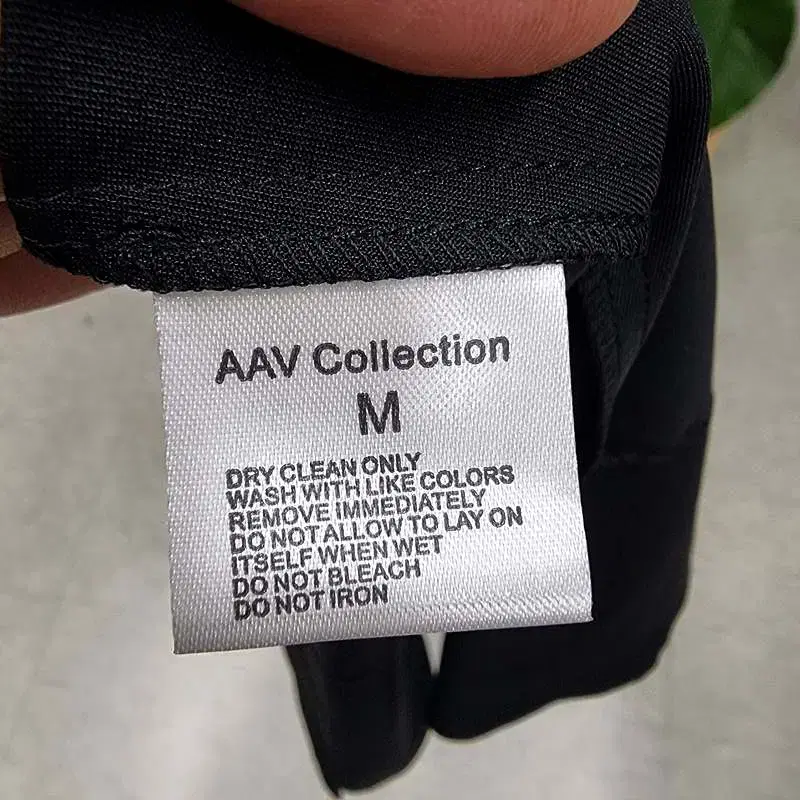 AAV Collection
M
DRY CLEAN ONLY
WASH WITH LIKE COLORS
REMOVE IMMEDIATELY
DO NOT ALLOW TO LAY ON
ITSELF WHEN WET
DO NOT BLEACH
DO NOT IRON